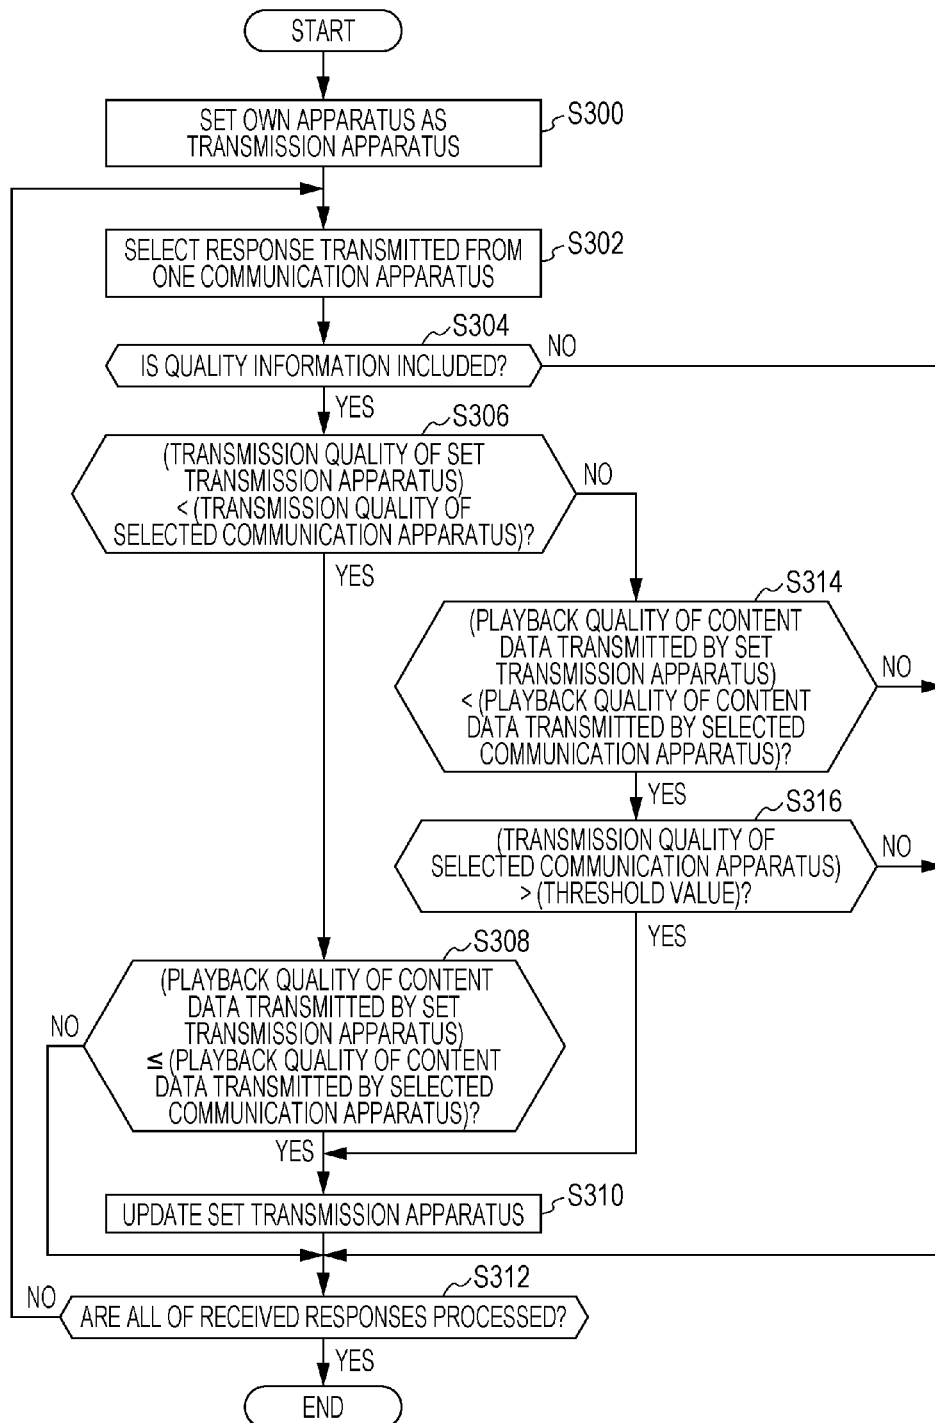 START
SET OWN APPARATUS AS
TRANSMISSION APPARATUS
S300
SELECT RESPONSE TRANSMITTED FROM
ONE COMMUNICATION APPARATUS
S302
S304
IS QUALITY INFORMATION INCLUDED?
NO
YES
S306
(TRANSMISSION QUALITY OF SET
TRANSMISSION APPARATUS)
< (TRANSMISSION QUALITY OF
SELECTED COMMUNICATION APPARATUS)?
NO
YES
S314
(PLAYBACK QUALITY OF CONTENT
DATA TRANSMITTED BY SET
TRANSMISSION APPARATUS)
< (PLAYBACK QUALITY OF CONTENT
DATA TRANSMITTED BY SELECTED
COMMUNICATION APPARATUS)?
NO
YES
S316
(TRANSMISSION QUALITY OF
SELECTED COMMUNICATION APPARATUS)
> (THRESHOLD VALUE)?
NO
YES
S308
(PLAYBACK QUALITY OF CONTENT
DATA TRANSMITTED BY SET
TRANSMISSION APPARATUS)
≦ (PLAYBACK QUALITY OF CONTENT
DATA TRANSMITTED BY SELECTED
COMMUNICATION APPARATUS)?
NO
YES
UPDATE SET TRANSMISSION APPARATUS
S310
S312
ARE ALL OF RECEIVED RESPONSES PROCESSED?
NO
YES
END